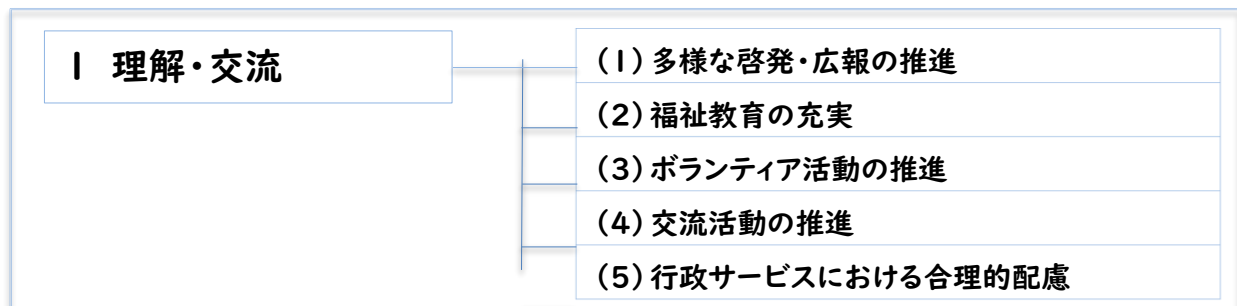 1 理解・交流
(1)多様な啓発・広報の推進
(2)福祉教育の充実
(3)ボランティア活動の推進
(4)交流活動の推進
(5)行政サービスにおける合理的配慮